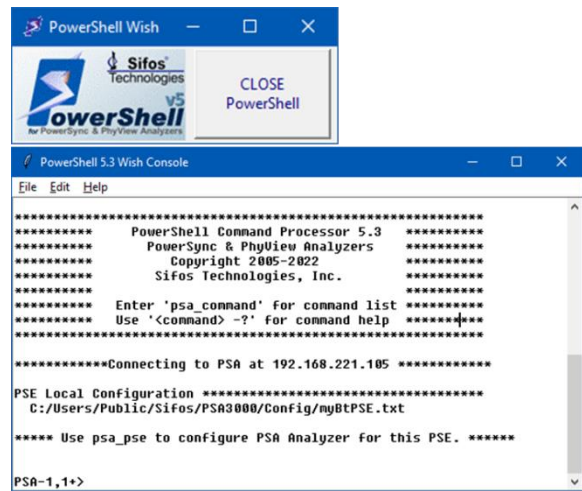 PowerShell Wish
Sifos
Technologies
v5
PowerShell
for PowerSync & PhyView Analyzers
CLOSE
PowerShell
PowerShell 5.3 Wish Console
File Edit Help
************************************************************
********** PowerShell Command Processor 5.3 **********
********** PowerSync & PhyView Analyzers **********
********** Copyright 2005-2022 **********
********** Sifos Technologies, Inc. **********
********** **********
********** Enter 'psa_command' for command list **********
********** Use '<command> -?' for command help **********
************************************************************
************Connecting to PSA at 192.168.221.105 ************
PSE Local Configuration ************************************
C:/Users/Public/Sifos/PSA3000/Config/myBtPSE.txt
***** Use psa_pse to configure PSA Analyzer for this PSE. ******
PSA-1,1+>